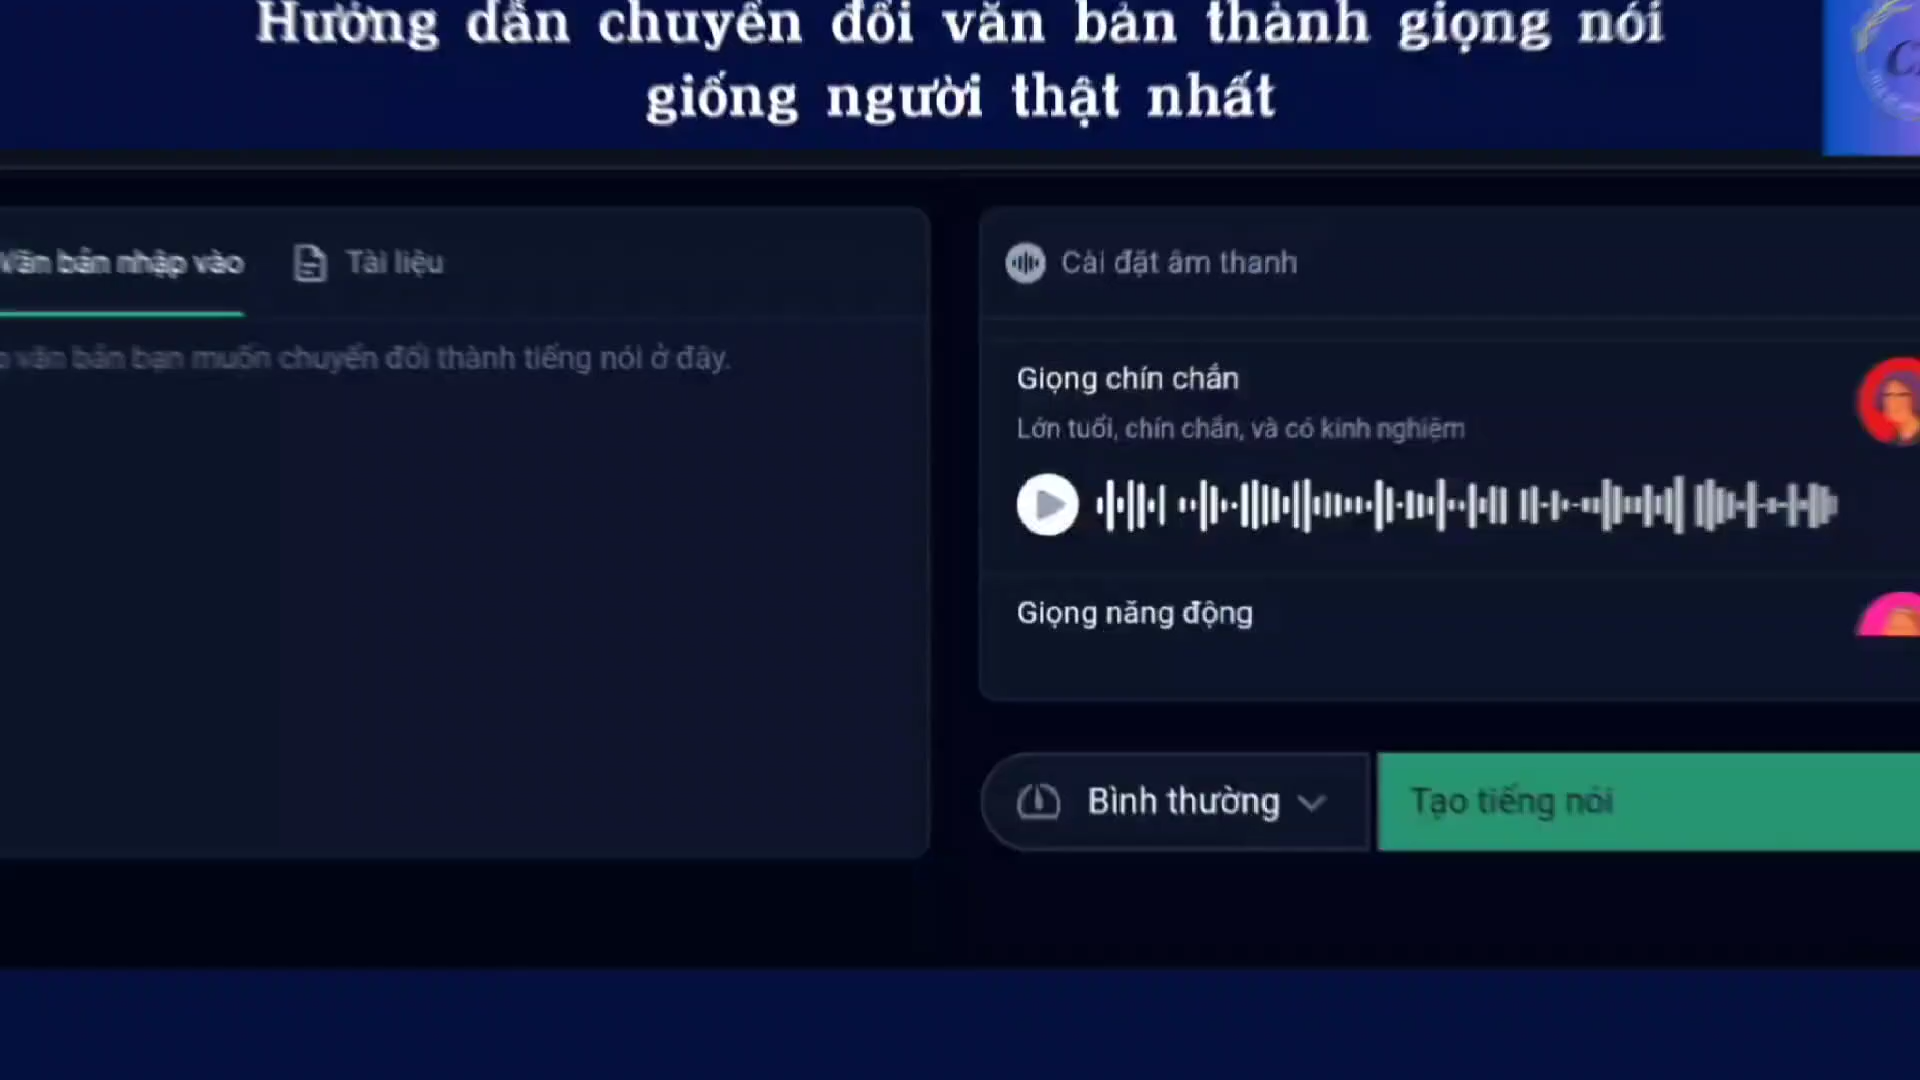 Hướng dẫn chuyển đổi văn bản thành giọng nói
giống người thật nhất
Văn bản nhập vào
Tài liệu
văn bản bạn muốn chuyển đổi thành tiếng nói ở đây.
Cài đặt âm thanh
Giọng chín chắn
Lớn tuổi, chín chắn, và có kinh nghiệm
Giọng năng động
Bình thường
Tạo tiếng nói